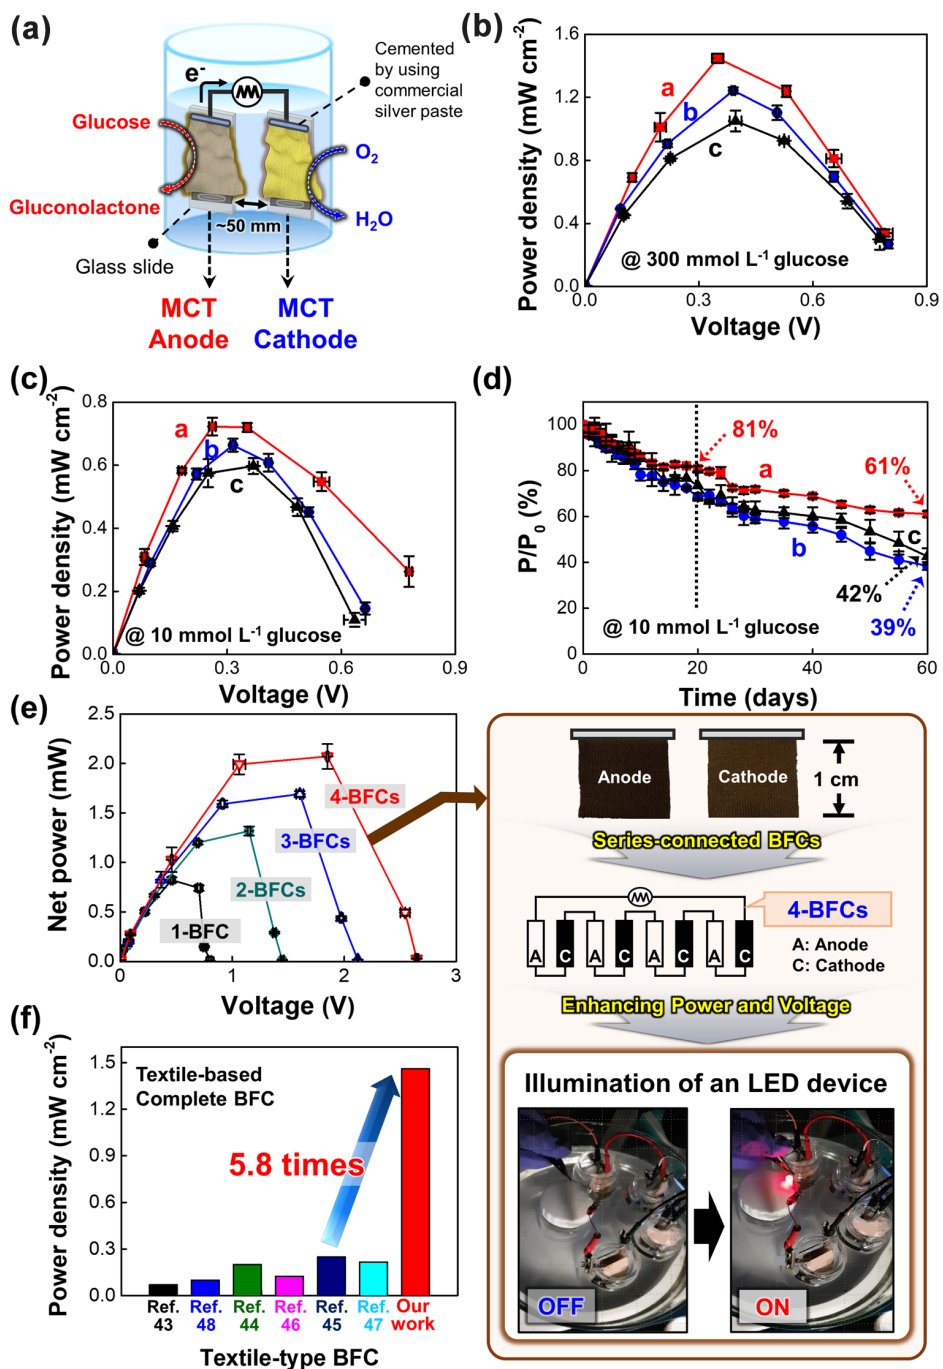 (a)
e-
Cemented
by using
commercial
silver paste
Glucose
O2
Gluconolactone
H2O
~50 mm
Glass slide
MCT
Anode
MCT
Cathode
(b)
Power density (mW cm-2)
1.6
1.2
0.8
0.4
0.0
a
b
c
@ 300 mmol L-1 glucose
0.0 0.3 0.6 0.9
Voltage (V)
(c)
Power density (mW cm-2)
0.8
0.6
0.4
0.2
0.0
a
b
c
@ 10 mmol L-1 glucose
0.0 0.3 0.6 0.9
Voltage (V)
(d)
P/P0 (%)
100
80
60
40
20
0
81%
a
61%
b
c
42%
39%
@ 10 mmol L-1 glucose
0 20 40 60
Time (days)
(e)
Net power (mW)
2.5
2.0
1.5
1.0
0.5
0.0
4-BFCs
3-BFCs
2-BFCs
1-BFC
0 1 2 3
Voltage (V)
Anode
Cathode
1 cm
Series-connected BFCs
4-BFCs
A C A C A C A C
A: Anode
C: Cathode
Enhancing Power and Voltage
Illumination of an LED device
OFF
ON
(f)
Power density (mW cm-2)
1.5
1.2
0.9
0.6
0.3
0.0
Textile-based
Complete BFC
5.8 times
Ref. Ref. Ref. Ref. Ref. Ref. Our
43 48 44 46 45 47 work
Textile-type BFC